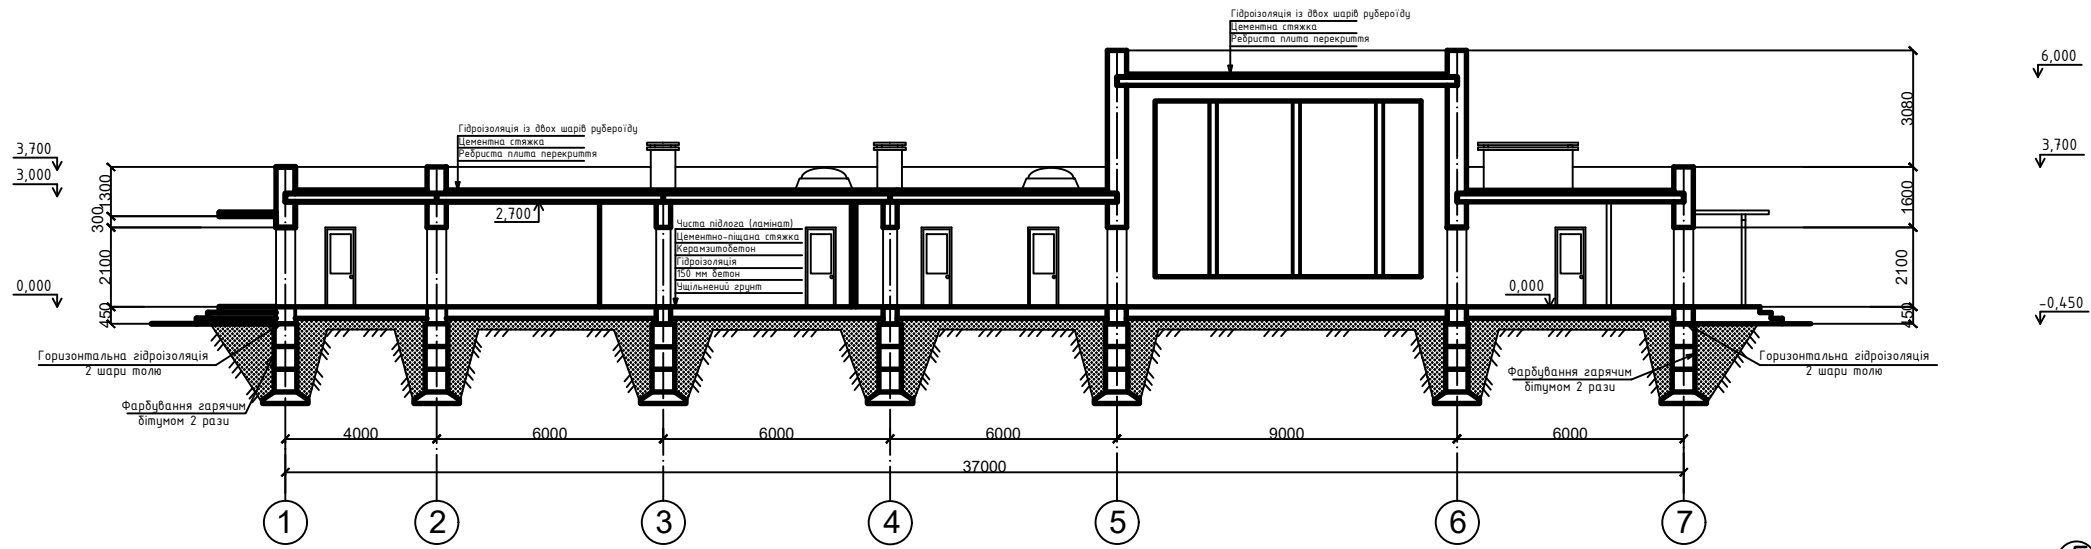 Гідроізоляція із двох шарів рубероїду
Цементна стяжка
Ребриста плита перекриття
6,000
3080
Гідроізоляція із двох шарів рубероїду
Цементна стяжка
Ребриста плита перекриття
3,700
3,700
3,000
1300
300
2,700
1600
Чиста підлога (ламінат)
Цементно-піщана стяжка
Керамзитобетон
Гідроізоляція
150 мм бетон
Ущільнений грунт
2100
2100
0,000
0,000
-0,450
450
450
Горизонтальна гідроізоляція
2 шари толю
Горизонтальна гідроізоляція
2 шари толю
Фарбування гарячим
бітумом 2 рази
Фарбування гарячим
бітумом 2 рази
4000 6000 6000 6000 9000 6000
37000
1 2 3 4 5 6 7